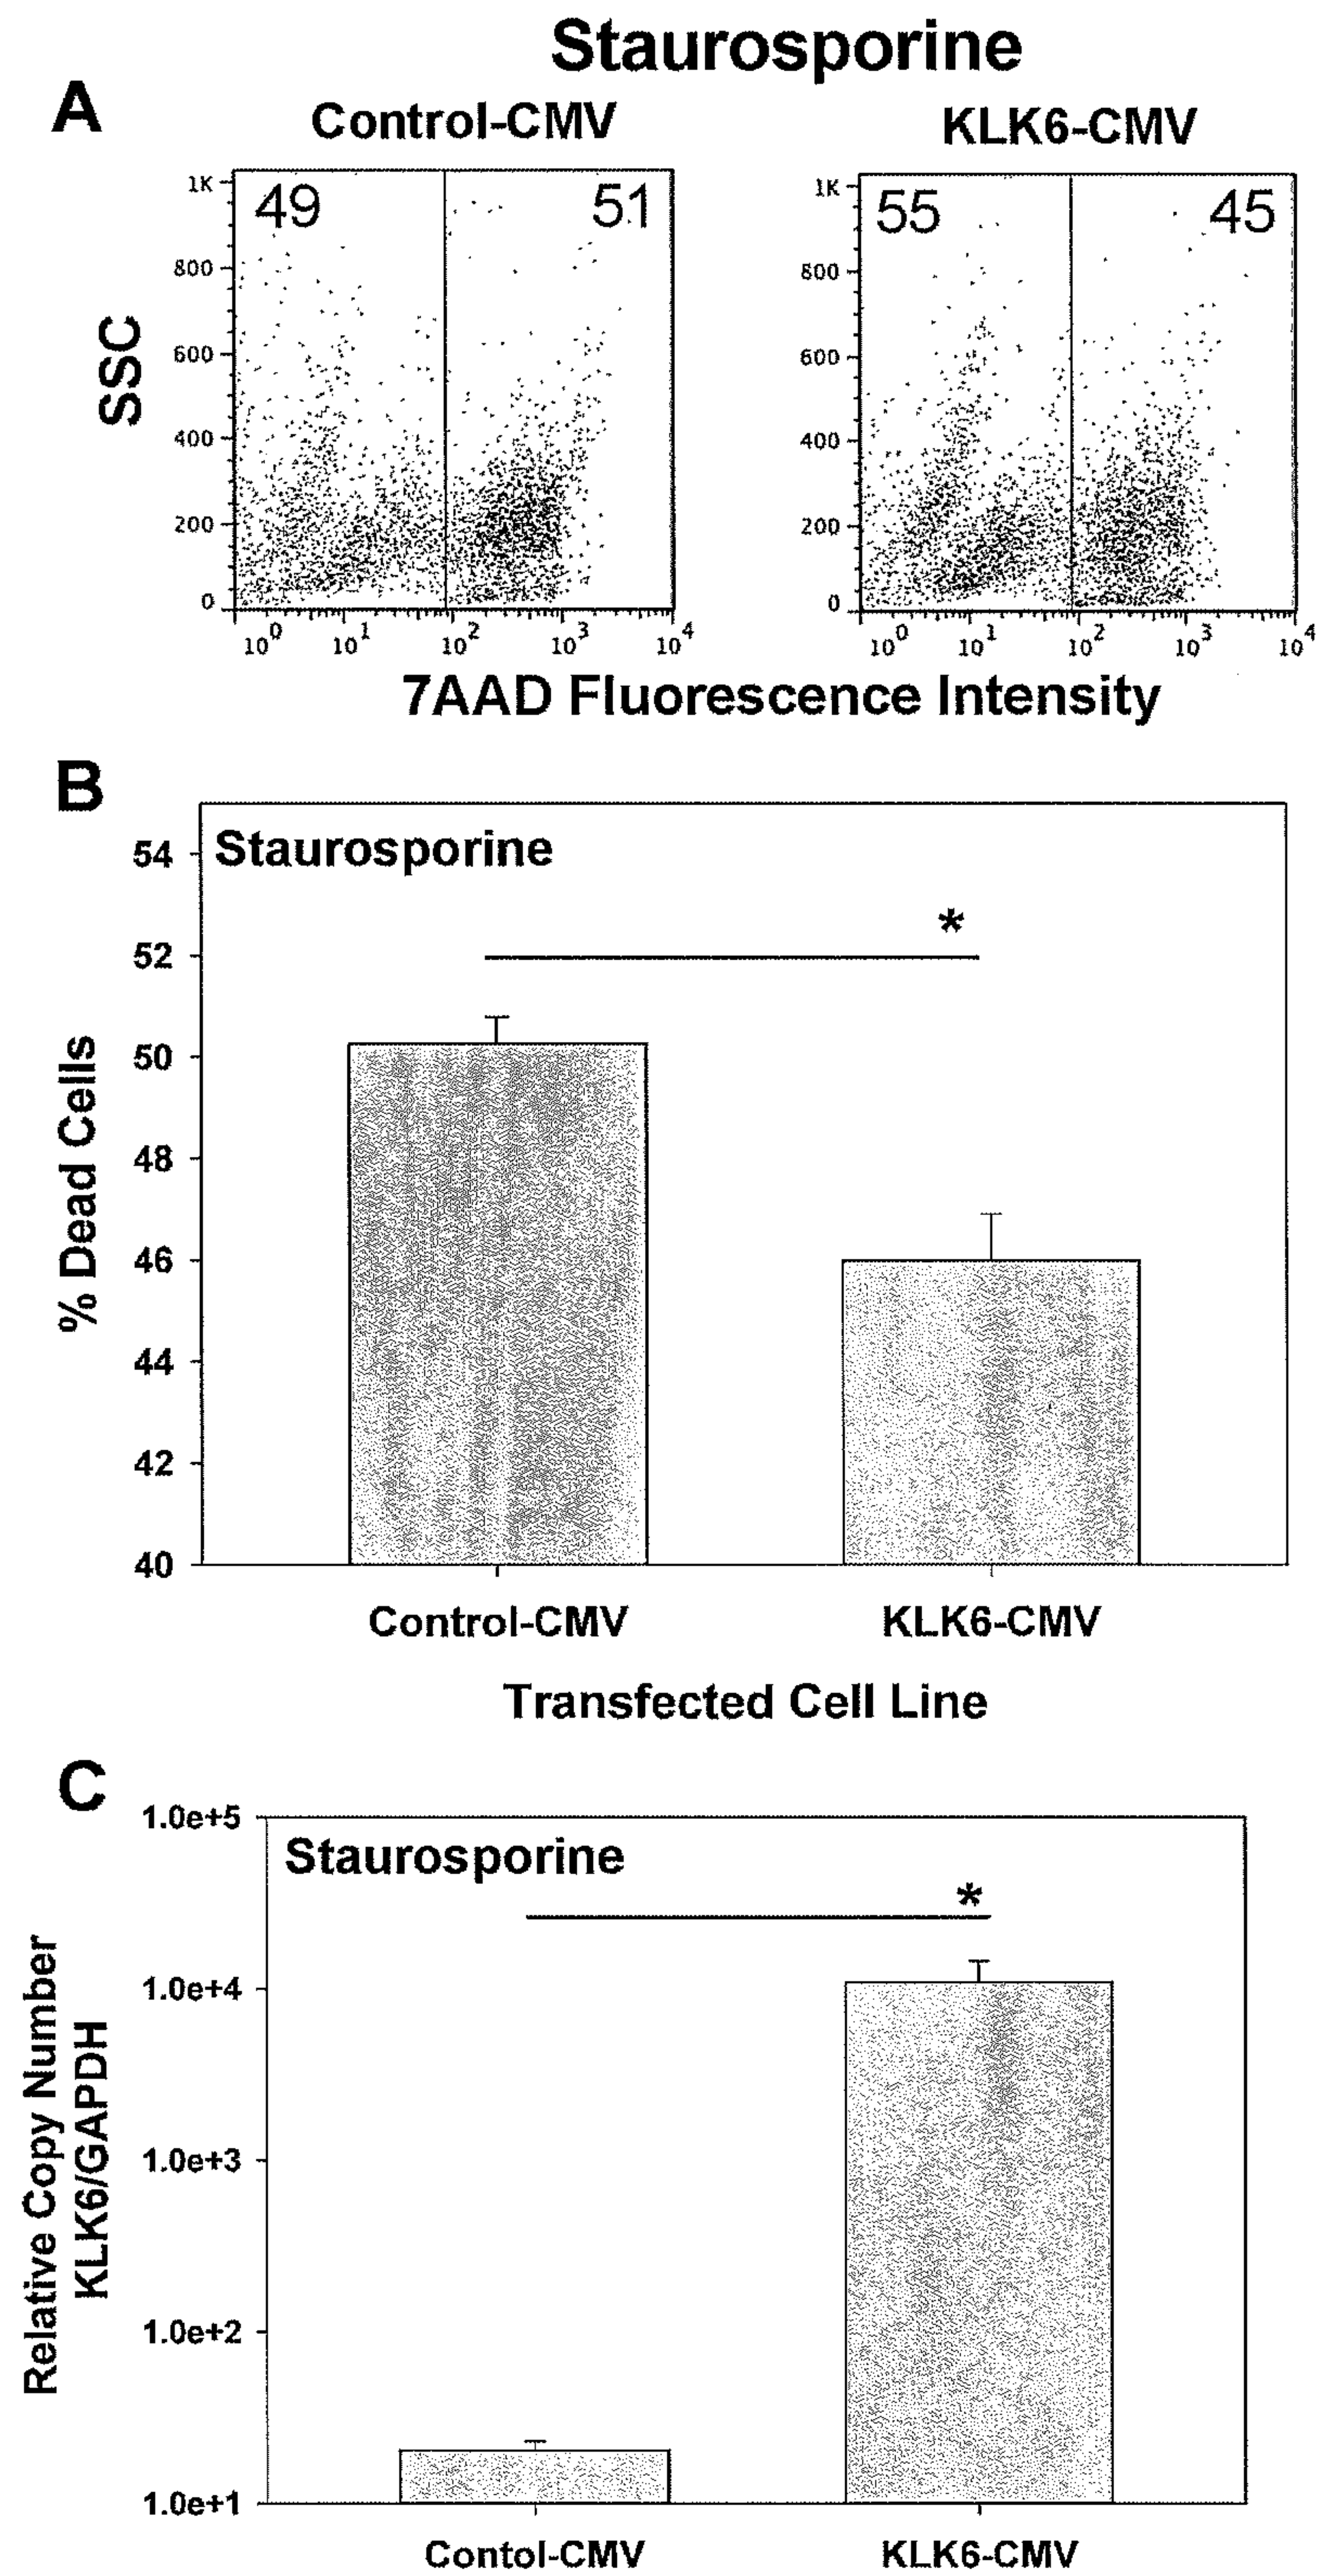 Staurosporine
A
Control-CMV
KLK6-CMV
49
51
55
45
1K
800
600
400
200
0
1K
800
600
400
200
0
SSC
10^0 10^1 10^2 10^3 10^4
10^0 10^1 10^2 10^3 10^4
7AAD Fluorescence Intensity
B
Staurosporine
*
54
52
50
48
46
44
42
40
% Dead Cells
Control-CMV
KLK6-CMV
Transfected Cell Line
C
Staurosporine
*
1.0e+5
1.0e+4
1.0e+3
1.0e+2
1.0e+1
Relative Copy Number
KLK6/GAPDH
Contol-CMV
KLK6-CMV